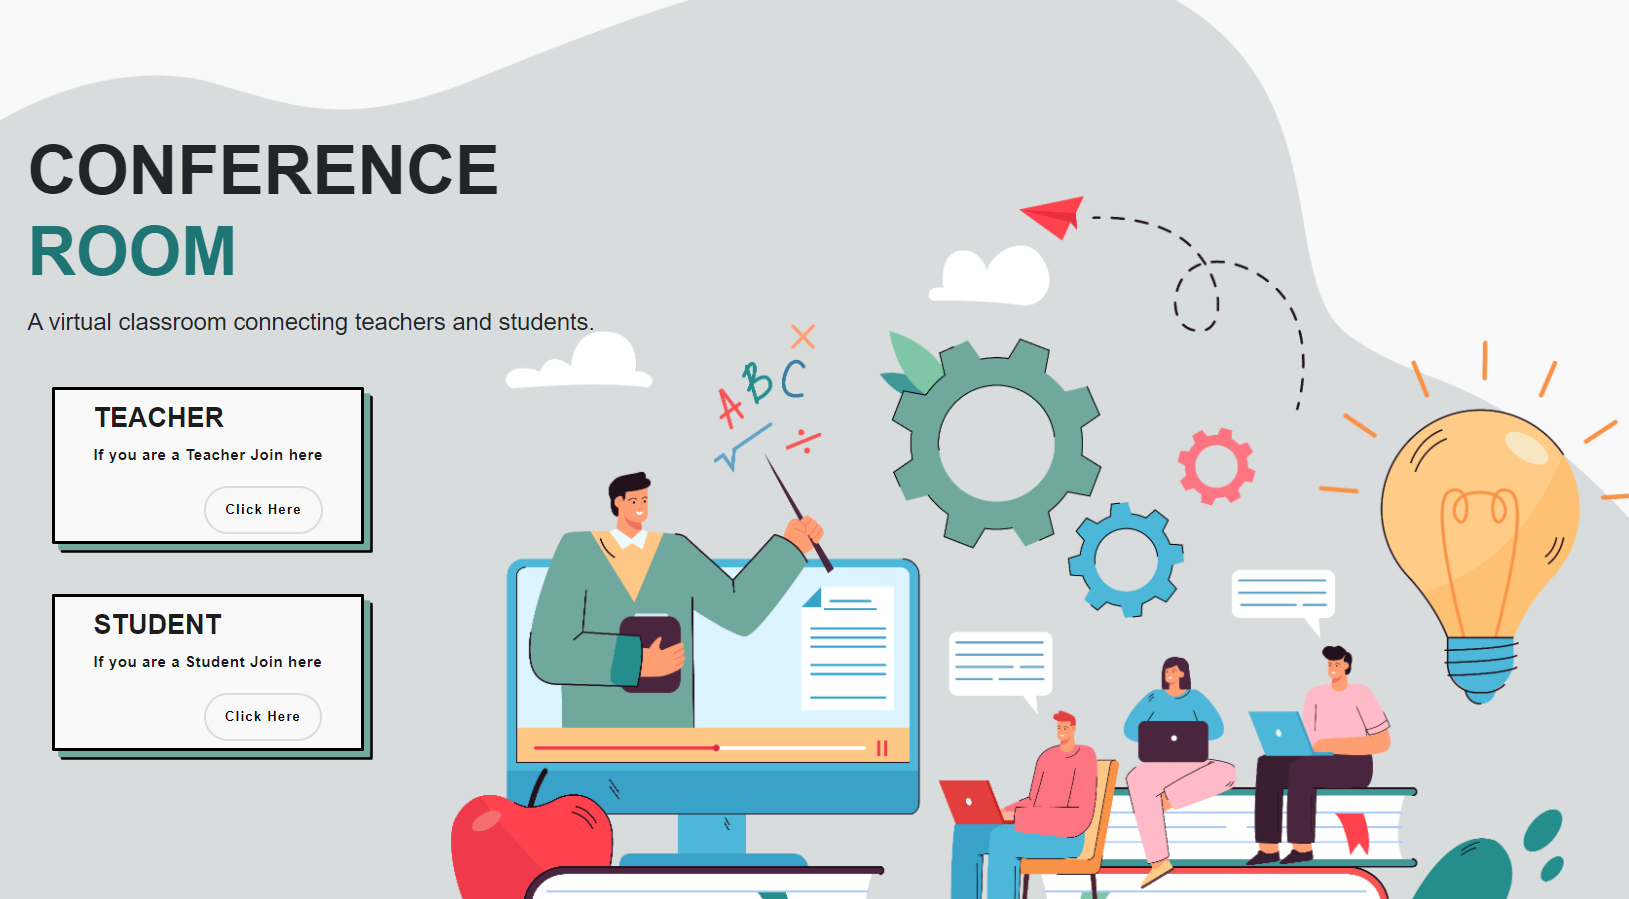 CONFERENCE
ROOM
A virtual classroom connecting teachers and students.
TEACHER
If you are a Teacher Join here
Click Here
STUDENT
If you are a Student Join here
Click Here
A B C